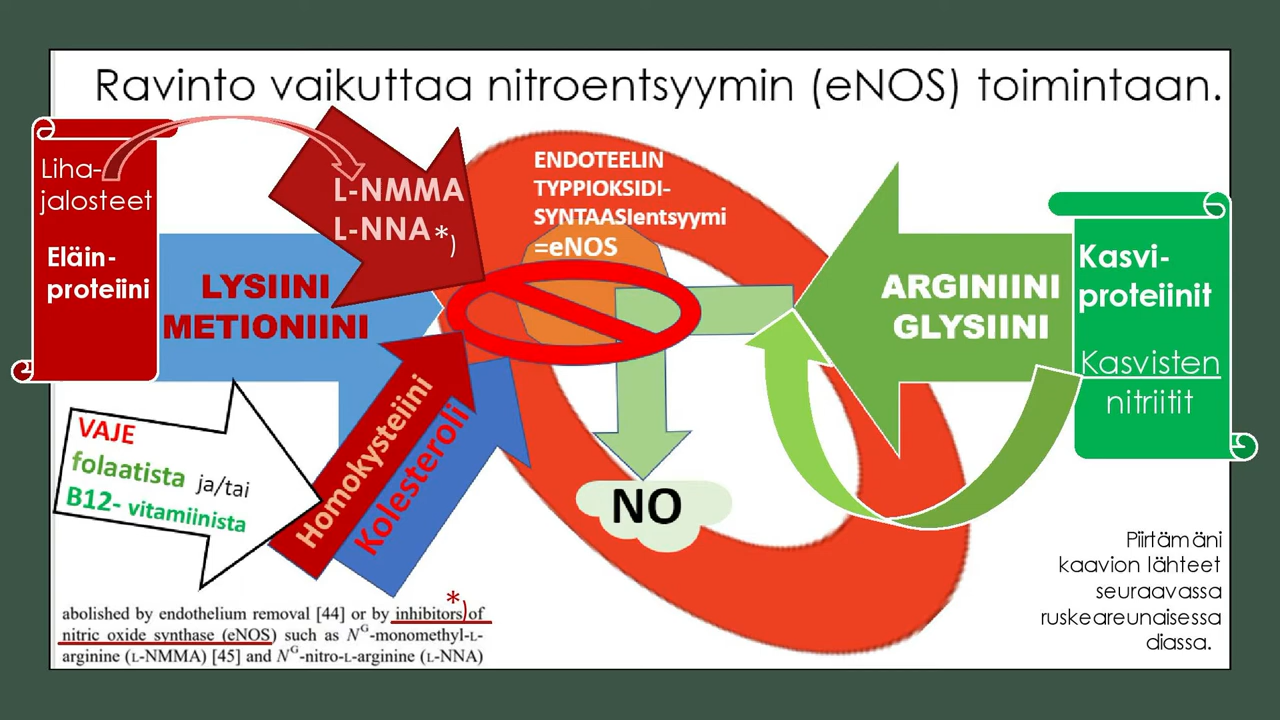 Ravinto vaikuttaa nitroentsyymin (eNOS) toimintaan.
Liha-
jalosteet
Eläin-
proteiini
LYSIINI
METIONIINI
L-NMMA
L-NNA *)
ENDOTEELIN
TYPPIOKSIDI-
SYNTAASIentsyymi
=eNOS
ARGINIINI
GLYSIINI
Kasvi-
proteiinit
Kasvisten
nitriitit
VAJE
folaatista ja/tai
B12- vitamiinista
Homokysteiini
Kolesteroli
NO
Piirtämäni
kaavion lähteet
seuraavassa
ruskeareunaisessa
diassa.
*)
abolished by endothelium removal [44] or by inhibitors of
nitric oxide synthase (eNOS) such as Nᴳ-monomethyl-L-
arginine (L-NMMA) [45] and Nᴳ-nitro-L-arginine (L-NNA)